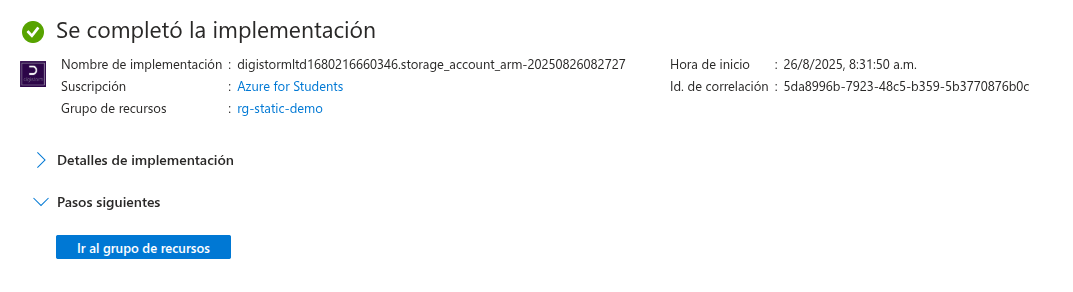 Se completó la implementación
Nombre de implementación : digistormltd1680216660346.storage_account_arm-20250826082727
Suscripción : Azure for Students
Grupo de recursos : rg-static-demo
Hora de inicio : 26/8/2025, 8:31:50 a.m.
Id. de correlación : 5da8996b-7923-48c5-b359-5b3770876b0c
Detalles de implementación
Pasos siguientes
Ir al grupo de recursos